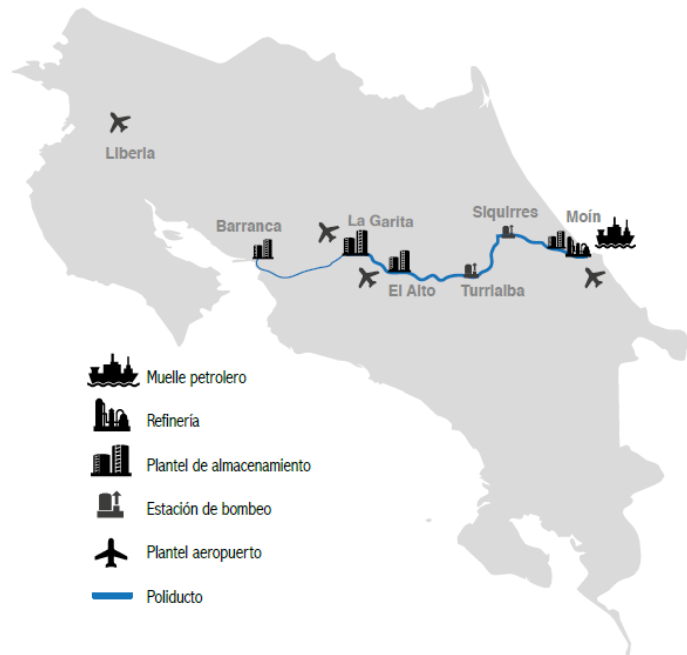 Liberia
Siquirres
Moín
La Garita
Barranca
El Alto
Turrialba
Muelle petrolero
Refinería
Plantel de almacenamiento
Estación de bombeo
Plantel aeropuerto
Poliducto